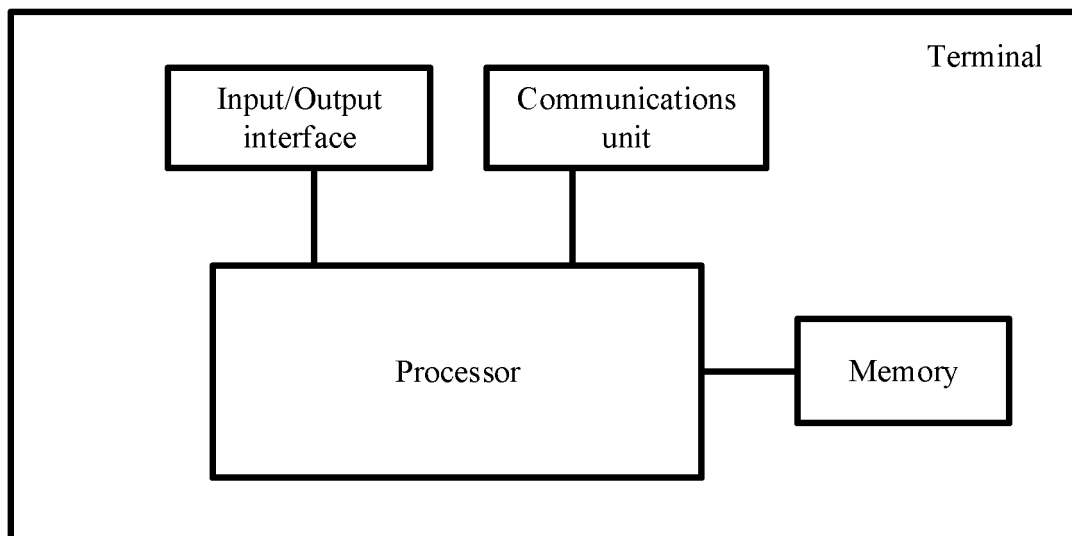 Terminal
Input/Output
interface
Communications
unit
Processor
Memory